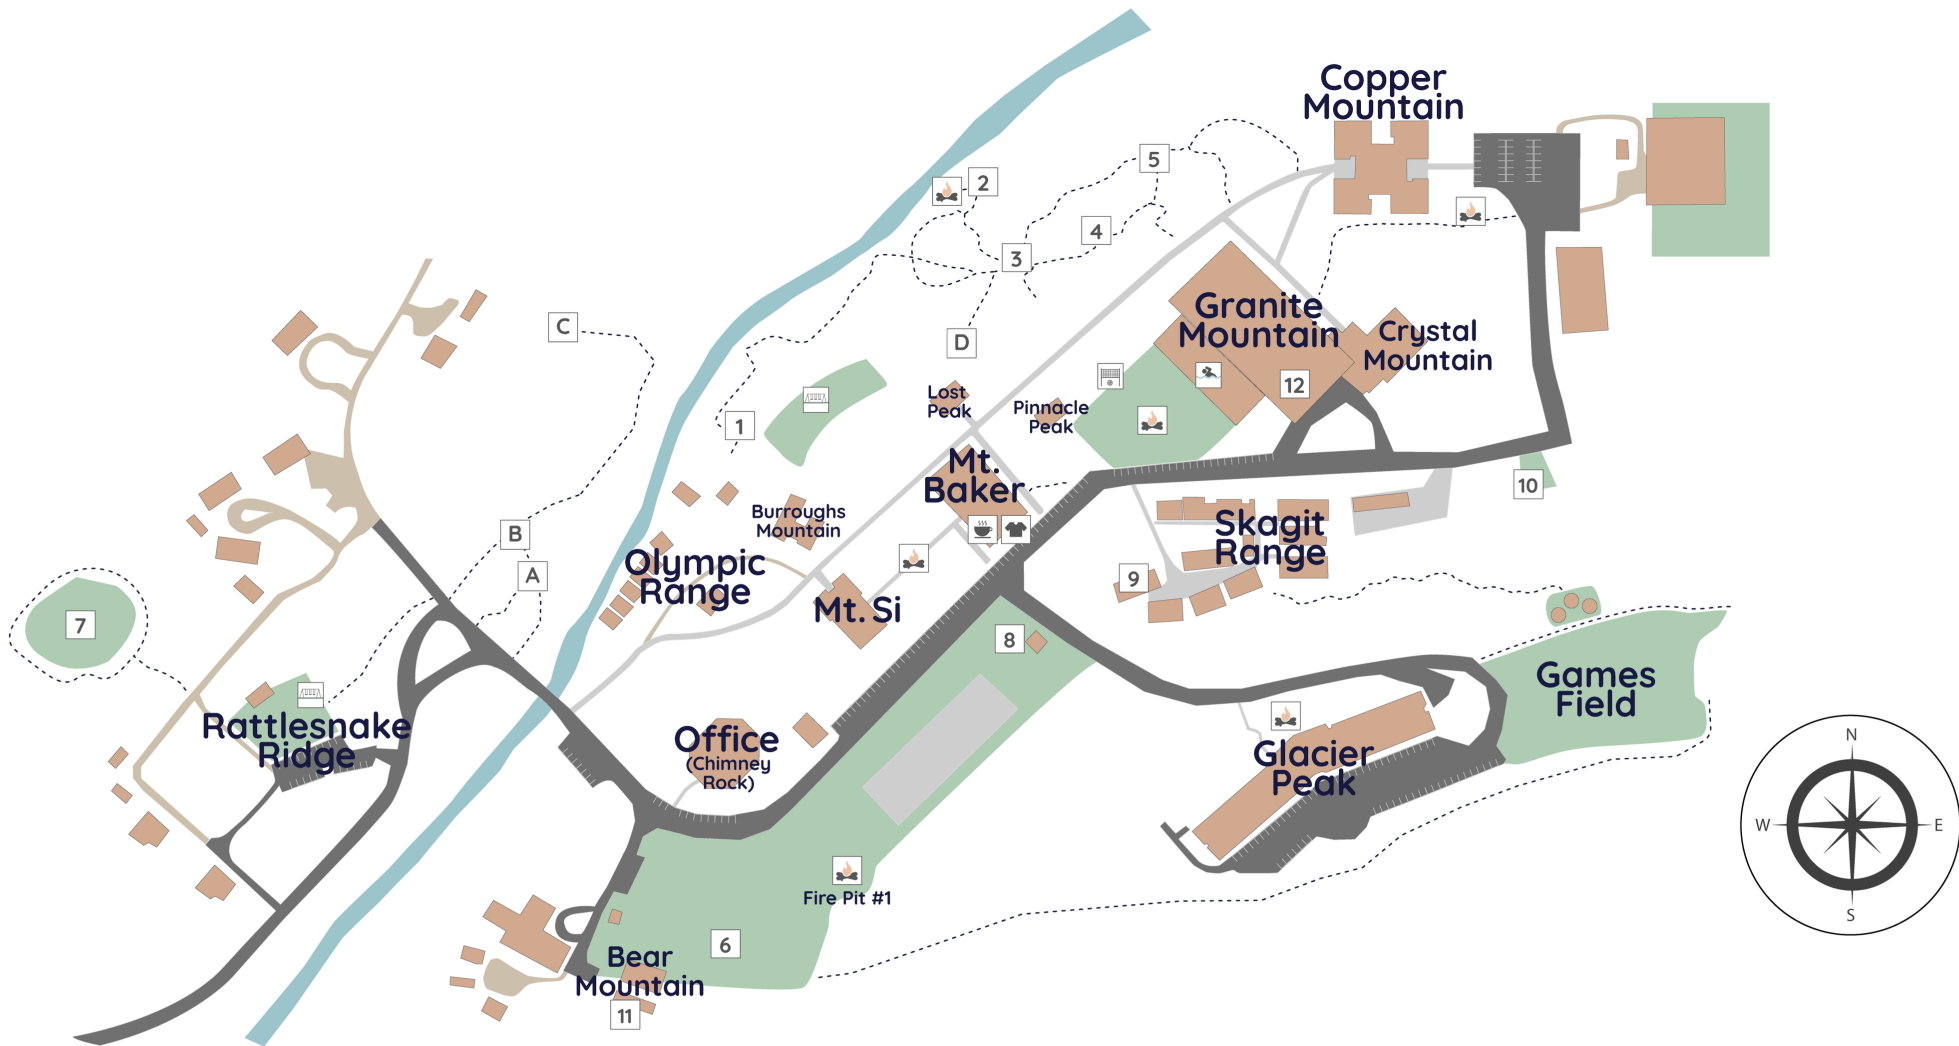 Copper
Mountain
5
2
4
3
C
D
Granite
Mountain
Crystal
Mountain
12
Lost
Peak
Pinnacle
Peak
1
Mt.
Baker
10
B
Burroughs
Mountain
Skagit
Range
A
Olympic
Range
9
Mt. Si
7
8
Games
Field
Rattlesnake
Ridge
Office
(Chimney
Rock)
Glacier
Peak
N
W
E
S
Fire Pit #1
6
Bear
Mountain
11